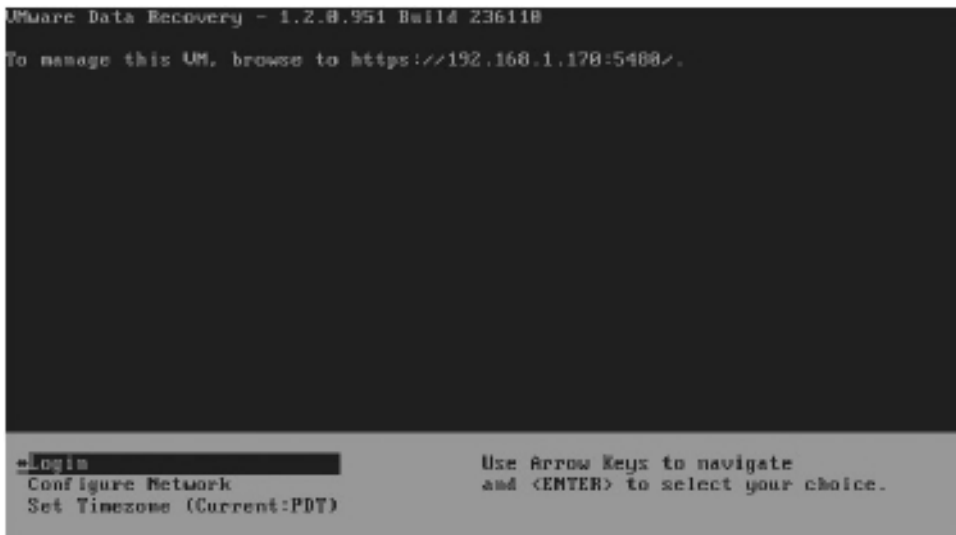 VMware Data Recovery - 1.2.0.951 Build 236110
To manage this VM, browse to https://192.168.1.170:5480/.
*Login
Configure Network
Set Timezone (Current:PDT)
Use Arrow Keys to navigate
and <ENTER> to select your choice.